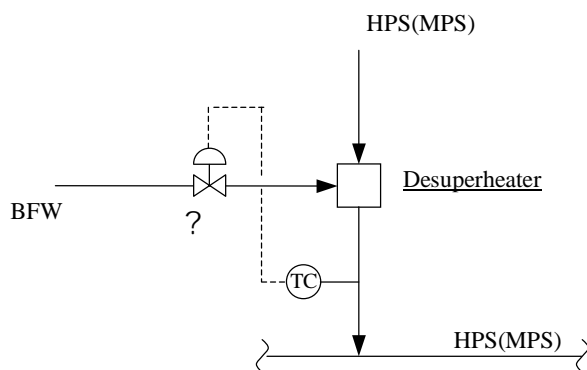 HPS(MPS)
Desuperheater
BFW
?
TC
HPS(MPS)